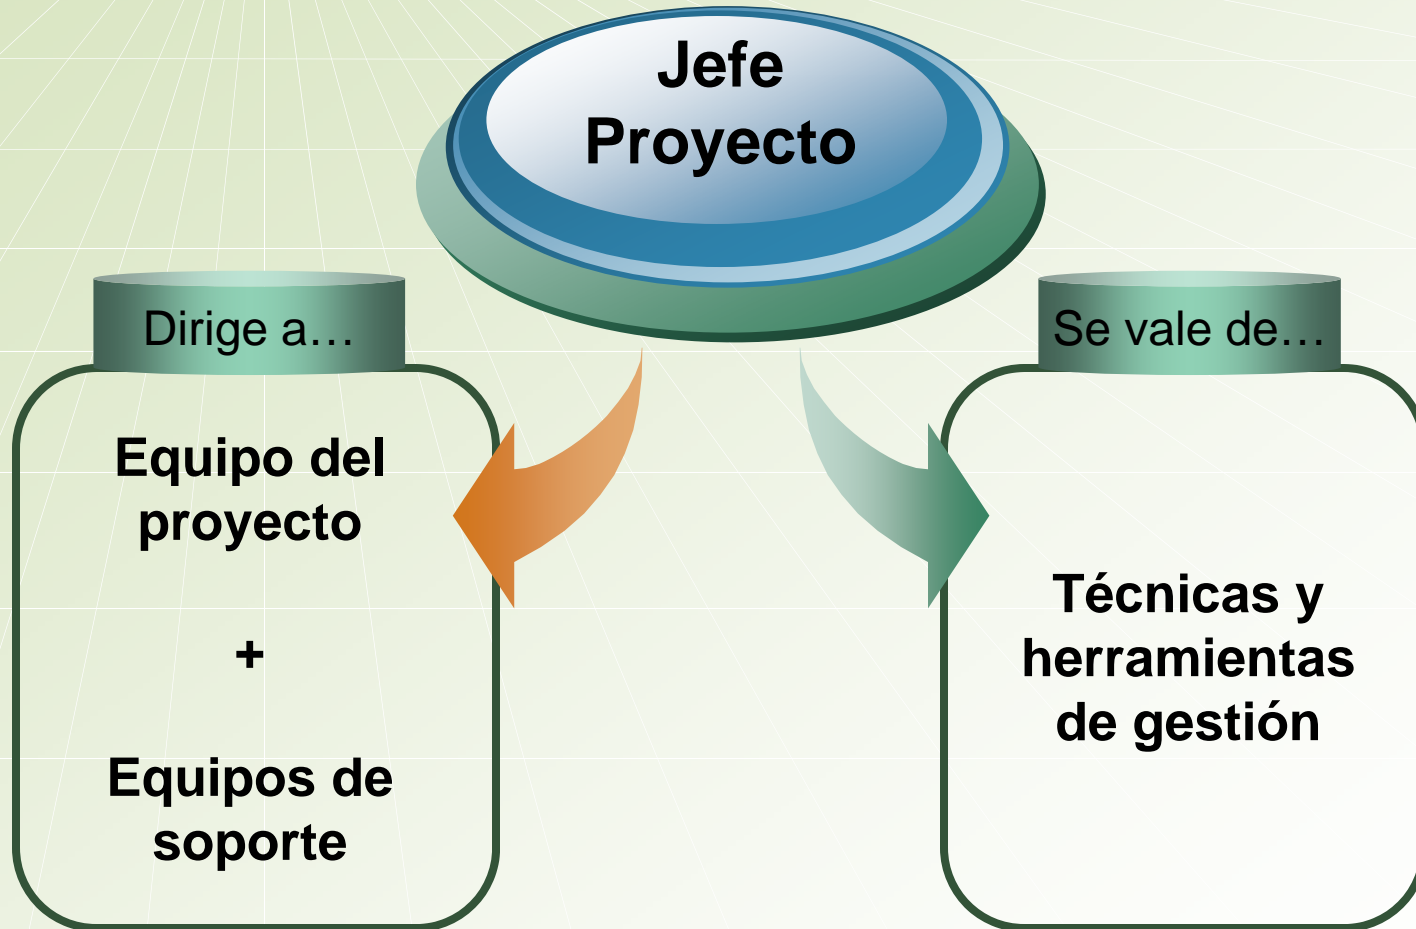 Jefe
Proyecto
Dirige a…
Equipo del
proyecto
+
Equipos de
soporte
Se vale de…
Técnicas y
herramientas
de gestión